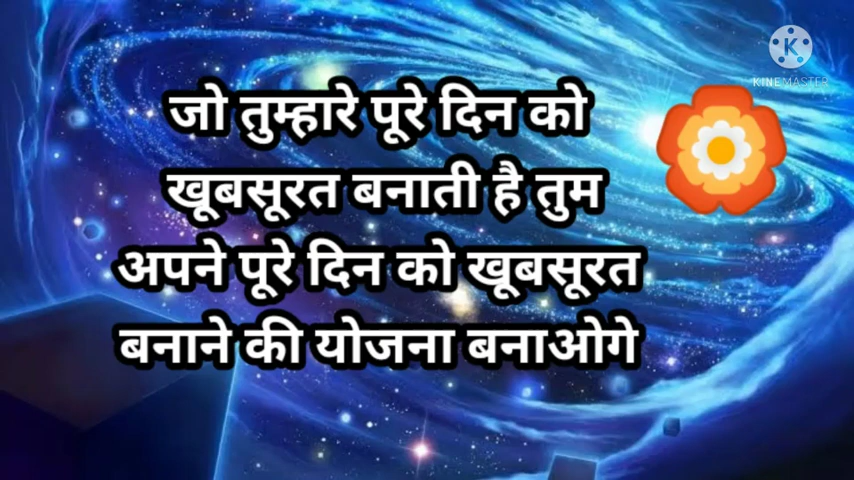 KINEMASTER
जो तुम्हारे पूरे दिन को
खूबसूरत बनाती है तुम
अपने पूरे दिन को खूबसूरत
बनाने की योजना बनाओगे